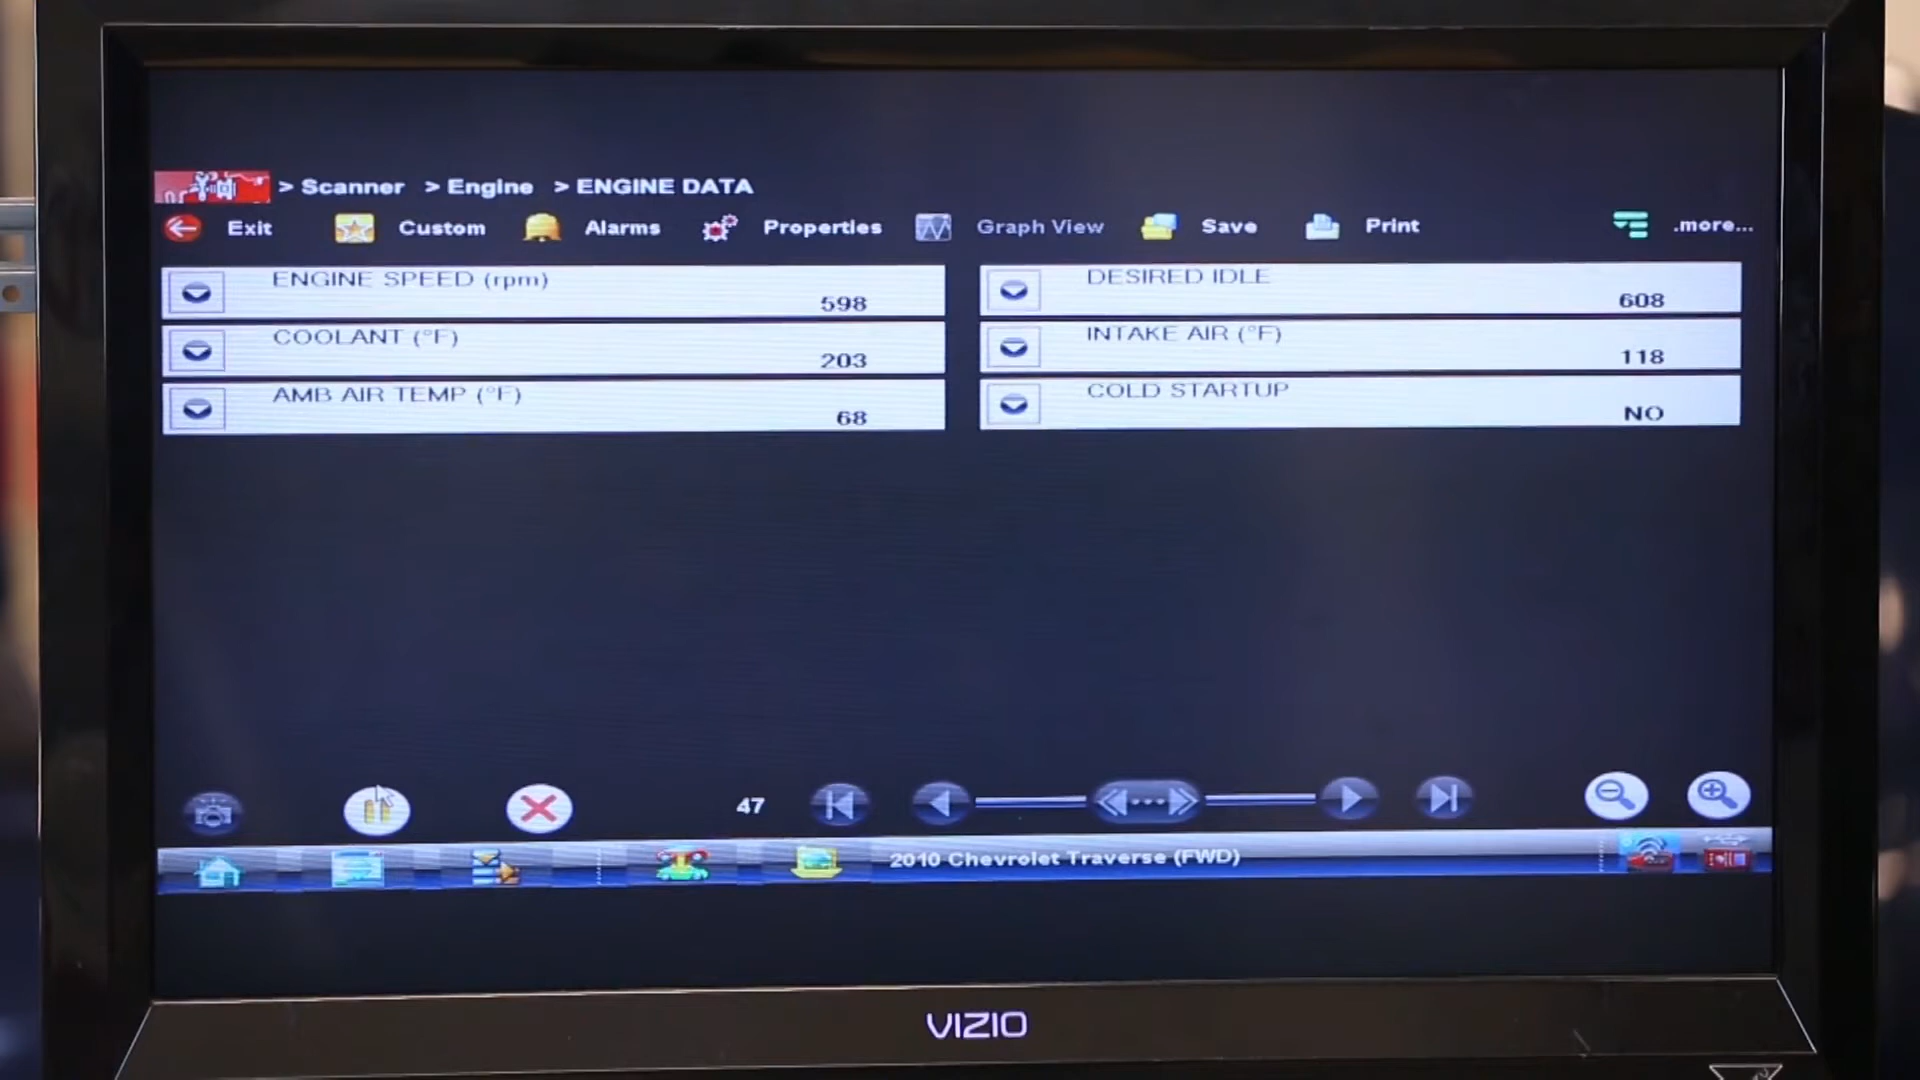 > Scanner > Engine > ENGINE DATA
Exit Custom Alarms Properties Graph View Save Print .more...
ENGINE SPEED (rpm)
598
DESIRED IDLE
608
COOLANT (°F)
203
INTAKE AIR (°F)
118
AMB AIR TEMP (°F)
68
COLD STARTUP
NO
47
2010 Chevrolet Traverse (FWD)
VIZIO